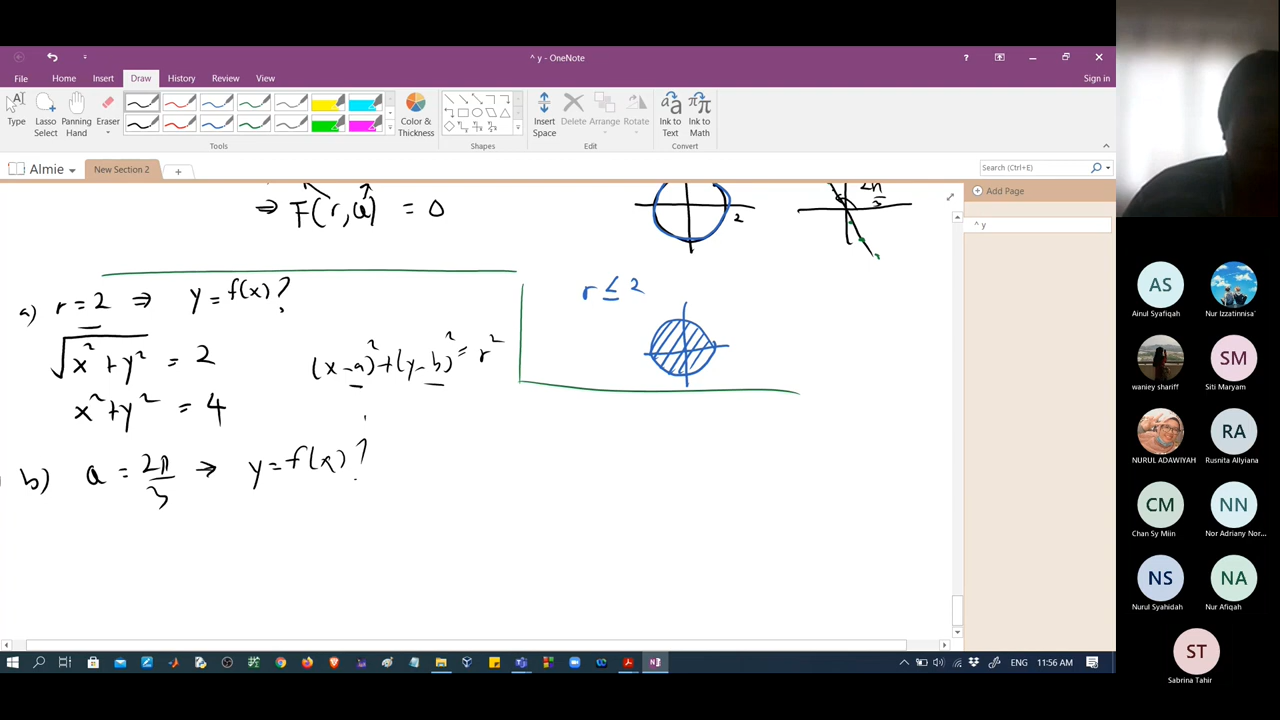 ^ y - OneNote
File Home Insert Draw History Review View
Sign in
Type
Lasso Select
Panning Hand
Eraser
Color & Thickness
Insert Space
Delete
Arrange
Rotate
Ink to Text
Ink to Math
Tools
Shapes
Edit
Convert
Almie
New Section 2
+
Search (Ctrl+E)
Add Page
^ y
⇒ F(r, a) = 0
2
2π/3
a) r = 2 ⇒ y = f(x)?
√(x² + y²) = 2
(x-a)² + (y-b)² = r²
x² + y² = 4
r ≤ 2
b) a = 2π/3 → y = f(x)?
AS
Ainul Syafiqah
Nur Izzatinnisa'
waniey shariff
SM
Siti Maryam
NURUL ADAWIYAH
RA
Rusnita Allyiana
CM
Chan Sy Miin
NN
Nor Adriany Nor...
NS
Nurul Syahidah
NA
Nur Afiqah
ST
Sabrina Tahir
ENG 11:56 AM